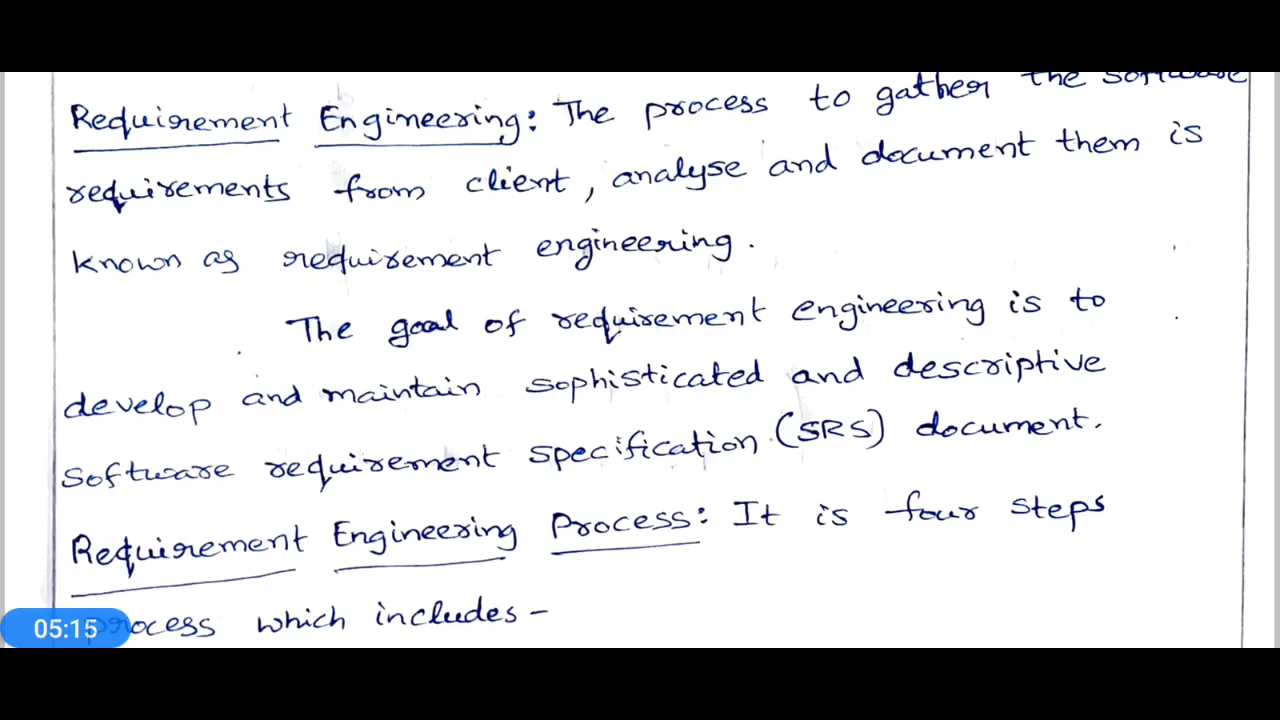 Requirement Engineering: The process to gather the software
requirements from client, analyse and document them is
known as requirement engineering.
The goal of requirement engineering is to
develop and maintain sophisticated and descriptive
software requirement specification (SRS) document.
Requirement Engineering Process: It is four steps
process which includes -
05:15